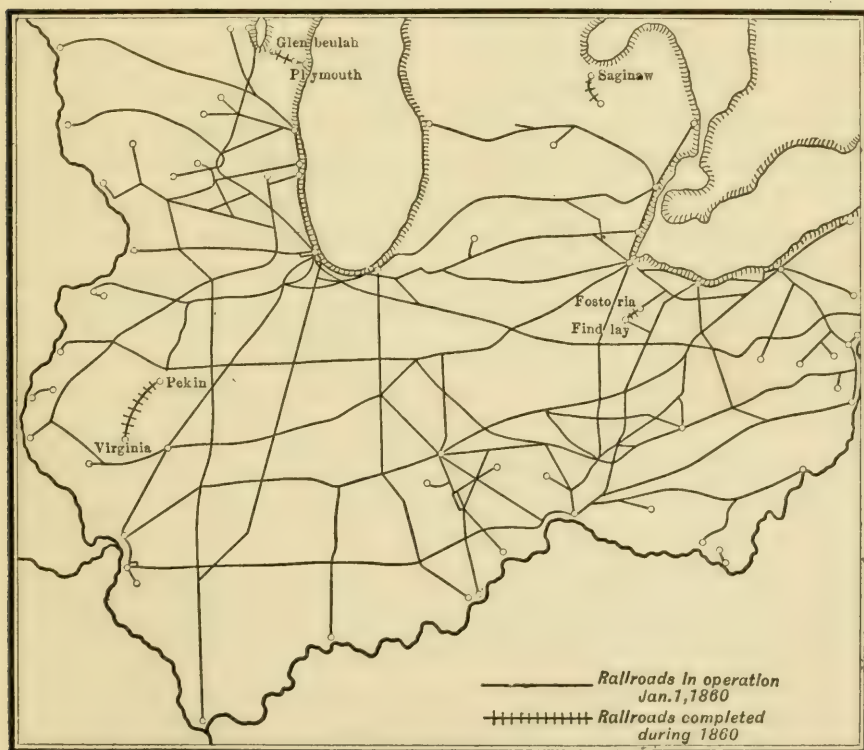 Glenbeulah
Plymouth
Saginaw
Fostoria
Findlay
Pekin
Virginia
Railroads in operation
Jan. 1, 1860
Railroads completed
during 1860